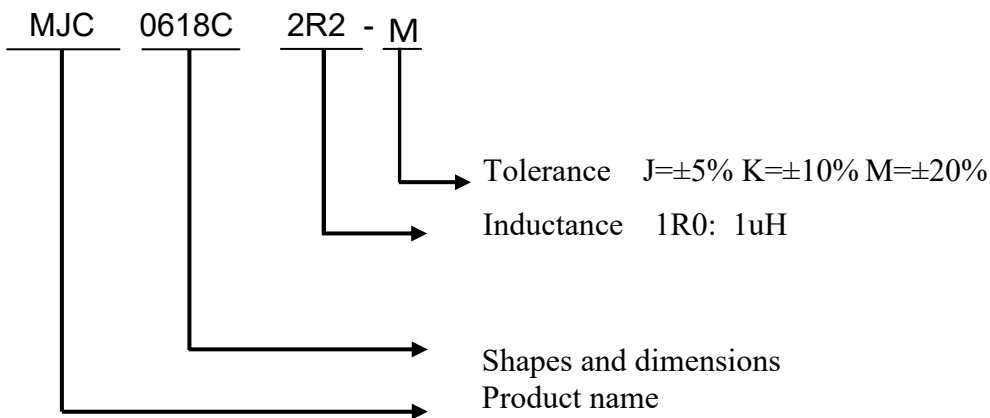 MJC 0618C 2R2 - M
Tolerance J=±5% K=±10% M=±20%
Inductance 1R0: 1uH
Shapes and dimensions
Product name